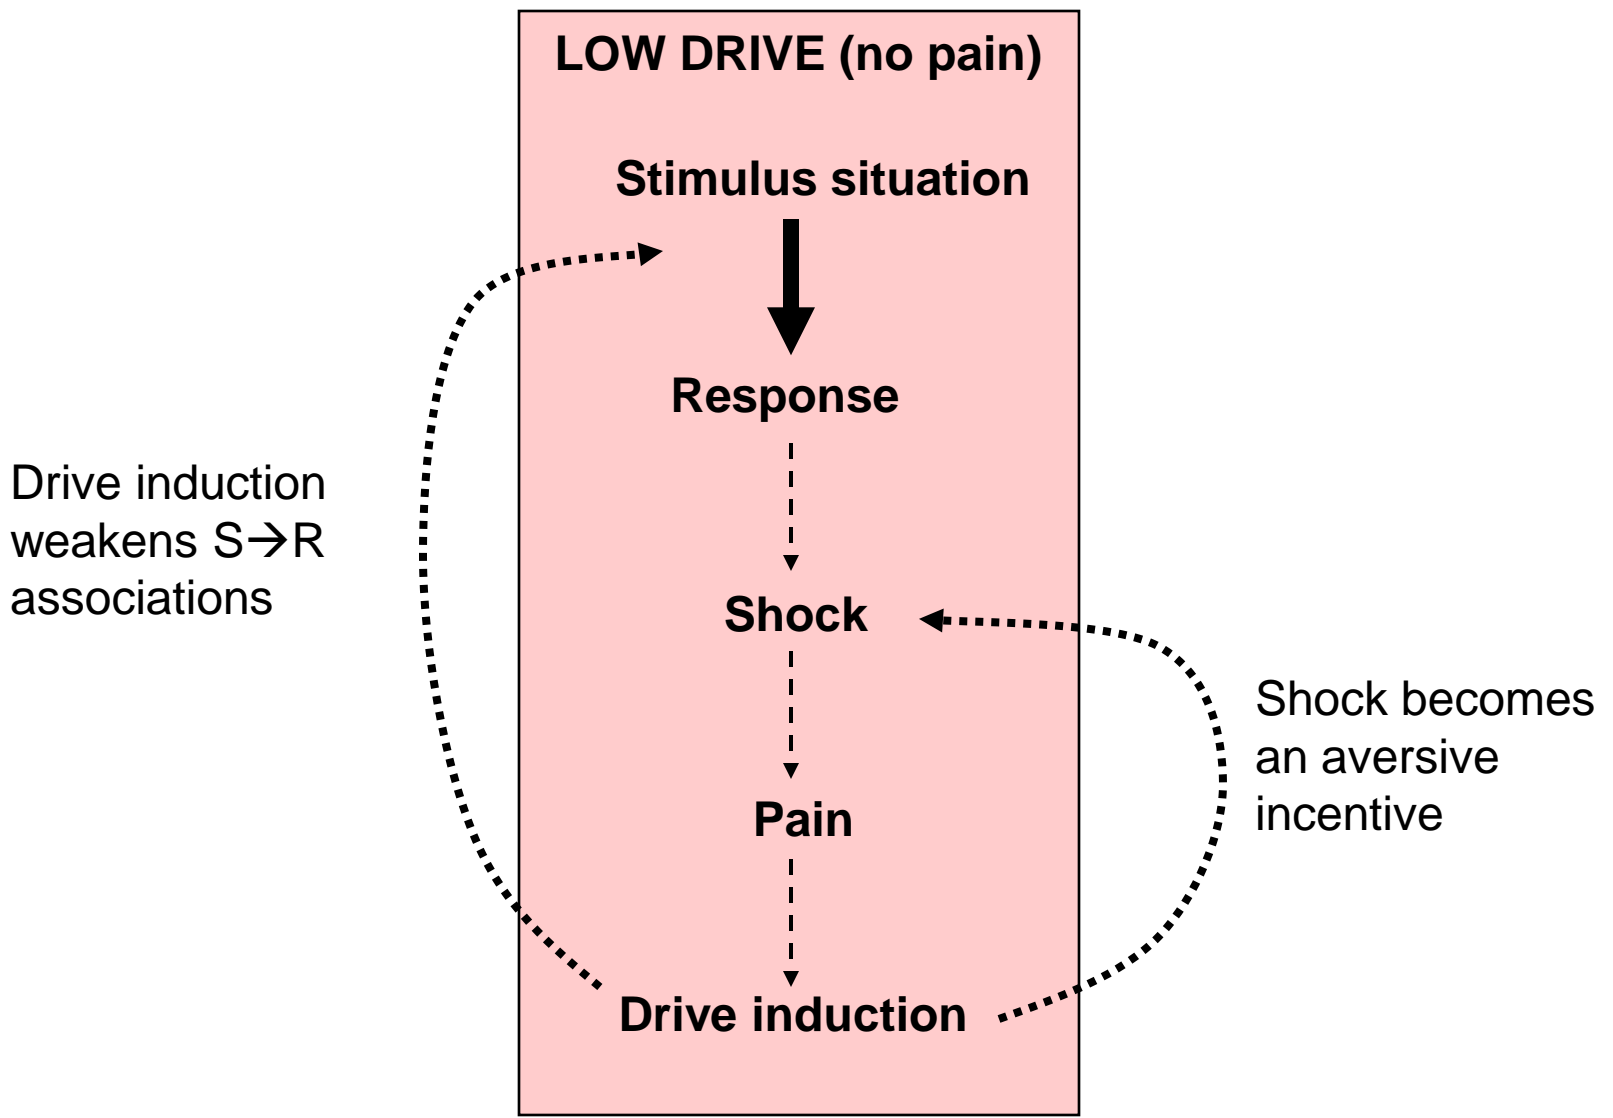 LOW DRIVE (no pain)
Stimulus situation
Response
Drive induction
weakens S→R
associations
Shock
Shock becomes
an aversive
incentive
Pain
Drive induction